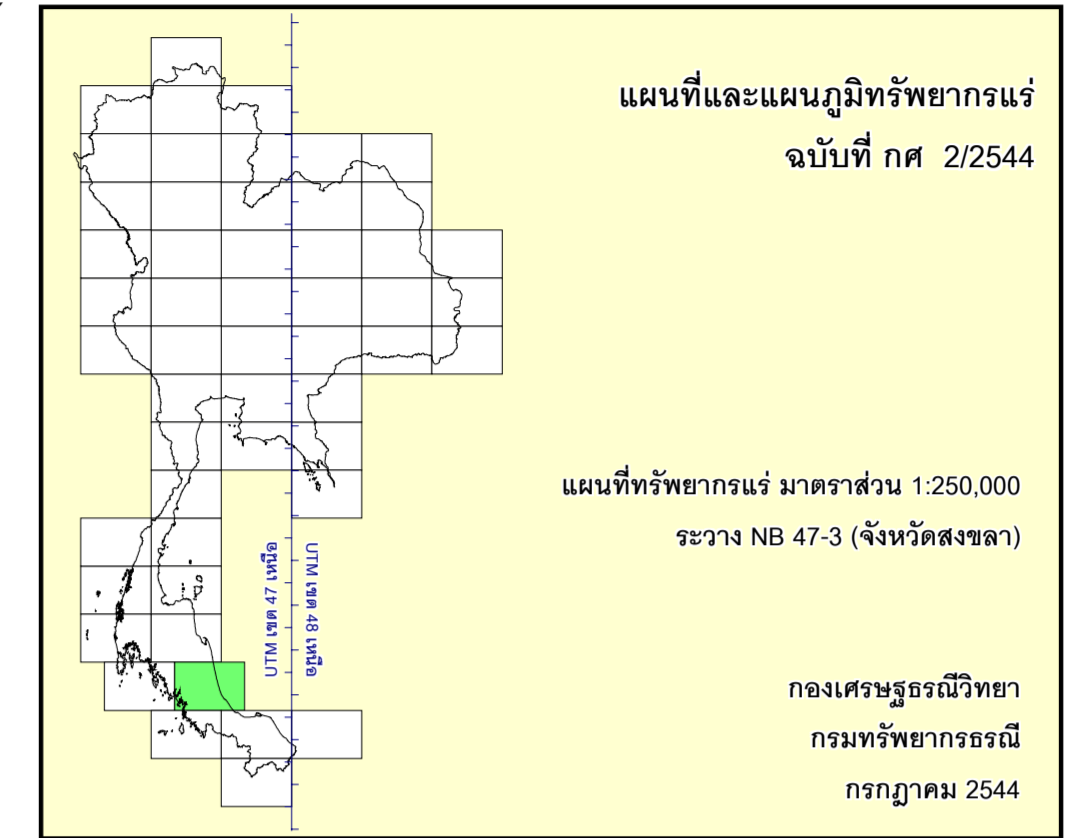 แผนที่และแผนภูมิทรัพยากรแร่
ฉบับที่ กศ 2/2544
แผนที่ทรัพยากรแร่ มาตราส่วน 1:250,000
ระวาง NB 47-3 (จังหวัดสงขลา)
UTM เขต 47 เหนือ
UTM เขต 48 เหนือ
กองเศรษฐธรณีวิทยา
กรมทรัพยากรธรณี
กรกฎาคม 2544